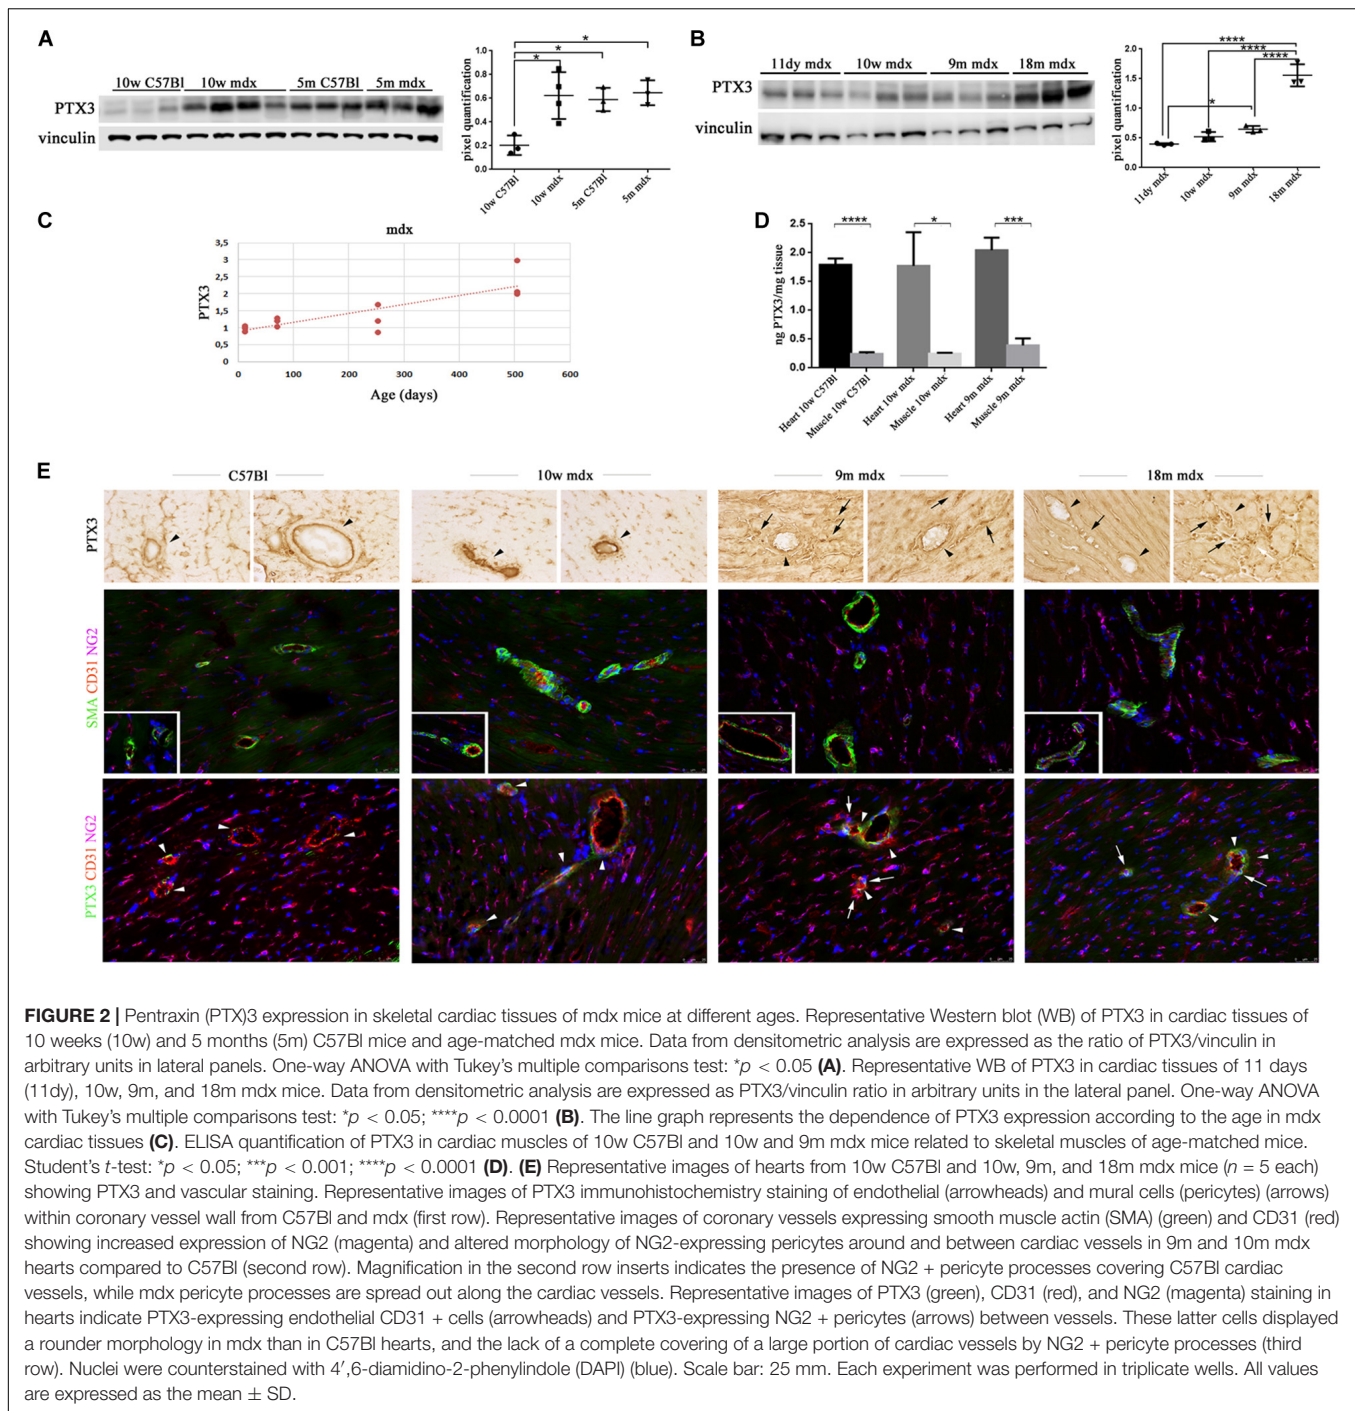 A
10w C57Bl 10w mdx 5m C57Bl 5m mdx
PTX3
vinculin
pixel quantification
1.0
0.8
0.6
0.4
0.2
0.0
*
*
*
10w C57Bl
10w mdx
5m C57Bl
5m mdx
B
11dy mdx 10w mdx 9m mdx 18m mdx
PTX3
vinculin
pixel quantification
2.0
1.5
1.0
0.5
0.0
****
****
****
*
11dy mdx
10w mdx
9m mdx
18m mdx
C
mdx
PTX3
3,5
3
2,5
2
1,5
1
0,5
0
0 100 200 300 400 500 600
Age (days)
D
ng PTX3/mg tissue
2.5
2.0
1.5
1.0
0.5
0.0
**** * ***
Heart 10w C57Bl
Muscle 10w C57Bl
Heart 10w mdx
Muscle 10w mdx
Heart 9m mdx
Muscle 9m mdx
E
C57Bl 10w mdx 9m mdx 18m mdx
PTX3
SMA CD31 NG2
PTX3 CD31 NG2
FIGURE 2 | Pentraxin (PTX)3 expression in skeletal cardiac tissues of mdx mice at different ages. Representative Western blot (WB) of PTX3 in cardiac tissues of
10 weeks (10w) and 5 months (5m) C57Bl mice and age-matched mdx mice. Data from densitometric analysis are expressed as the ratio of PTX3/vinculin in
arbitrary units in lateral panels. One-way ANOVA with Tukey's multiple comparisons test: *p < 0.05 (A). Representative WB of PTX3 in cardiac tissues of 11 days
(11dy), 10w, 9m, and 18m mdx mice. Data from densitometric analysis are expressed as PTX3/vinculin ratio in arbitrary units in the lateral panel. One-way ANOVA
with Tukey's multiple comparisons test: *p < 0.05; ****p < 0.0001 (B). The line graph represents the dependence of PTX3 expression according to the age in mdx
cardiac tissues (C). ELISA quantification of PTX3 in cardiac muscles of 10w C57Bl and 10w and 9m mdx mice related to skeletal muscles of age-matched mice.
Student's t-test: *p < 0.05; ***p < 0.001; ****p < 0.0001 (D). (E) Representative images of hearts from 10w C57Bl and 10w, 9m, and 18m mdx mice (n = 5 each)
showing PTX3 and vascular staining. Representative images of PTX3 immunohistochemistry staining of endothelial (arrowheads) and mural cells (pericytes) (arrows)
within coronary vessel wall from C57Bl and mdx (first row). Representative images of coronary vessels expressing smooth muscle actin (SMA) (green) and CD31 (red)
showing increased expression of NG2 (magenta) and altered morphology of NG2-expressing pericytes around and between cardiac vessels in 9m and 10m mdx
hearts compared to C57Bl (second row). Magnification in the second row inserts indicates the presence of NG2 + pericyte processes covering C57Bl cardiac
vessels, while mdx pericyte processes are spread out along the cardiac vessels. Representative images of PTX3 (green), CD31 (red), and NG2 (magenta) staining in
hearts indicate PTX3-expressing endothelial CD31 + cells (arrowheads) and PTX3-expressing NG2 + pericytes (arrows) between vessels. These latter cells displayed
a rounder morphology in mdx than in C57Bl hearts, and the lack of a complete covering of a large portion of cardiac vessels by NG2 + pericyte processes (third
row). Nuclei were counterstained with 4′,6-diamidino-2-phenylindole (DAPI) (blue). Scale bar: 25 mm. Each experiment was performed in triplicate wells. All values
are expressed as the mean ± SD.